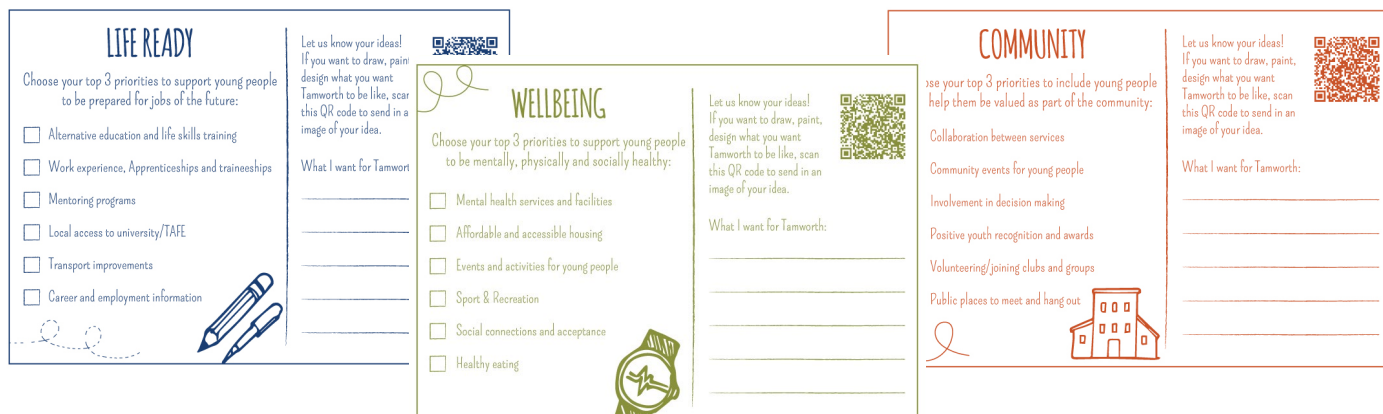 LIFE READY
Choose your top 3 priorities to support young people
to be prepared for jobs of the future:
Alternative education and life skills training
Work experience, Apprenticeships and traineeships
Mentoring programs
Local access to university/TAFE
Transport improvements
Career and employment information
Let us know your ideas!
If you want to draw, paint
design what you want
Tamworth to be like, scan
this QR code to send in a
image of your idea.
What I want for Tamwort
WELLBEING
Choose your top 3 priorities to support young people
to be mentally, physically and socially healthy:
Mental health services and facilities
Affordable and accessible housing
Events and activities for young people
Sport & Recreation
Social connections and acceptance
Healthy eating
Let us know your ideas!
If you want to draw, paint,
design what you want
Tamworth to be like, scan
this QR code to send in an
image of your idea.
What I want for Tamworth:
COMMUNITY
ose your top 3 priorities to include young people
help them be valued as part of the community:
Collaboration between services
Community events for young people
Involvement in decision making
Positive youth recognition and awards
Volunteering/joining clubs and groups
Public places to meet and hang out
Let us know your ideas!
If you want to draw, paint,
design what you want
Tamworth to be like, scan
this QR code to send in an
image of your idea.
What I want for Tamworth: